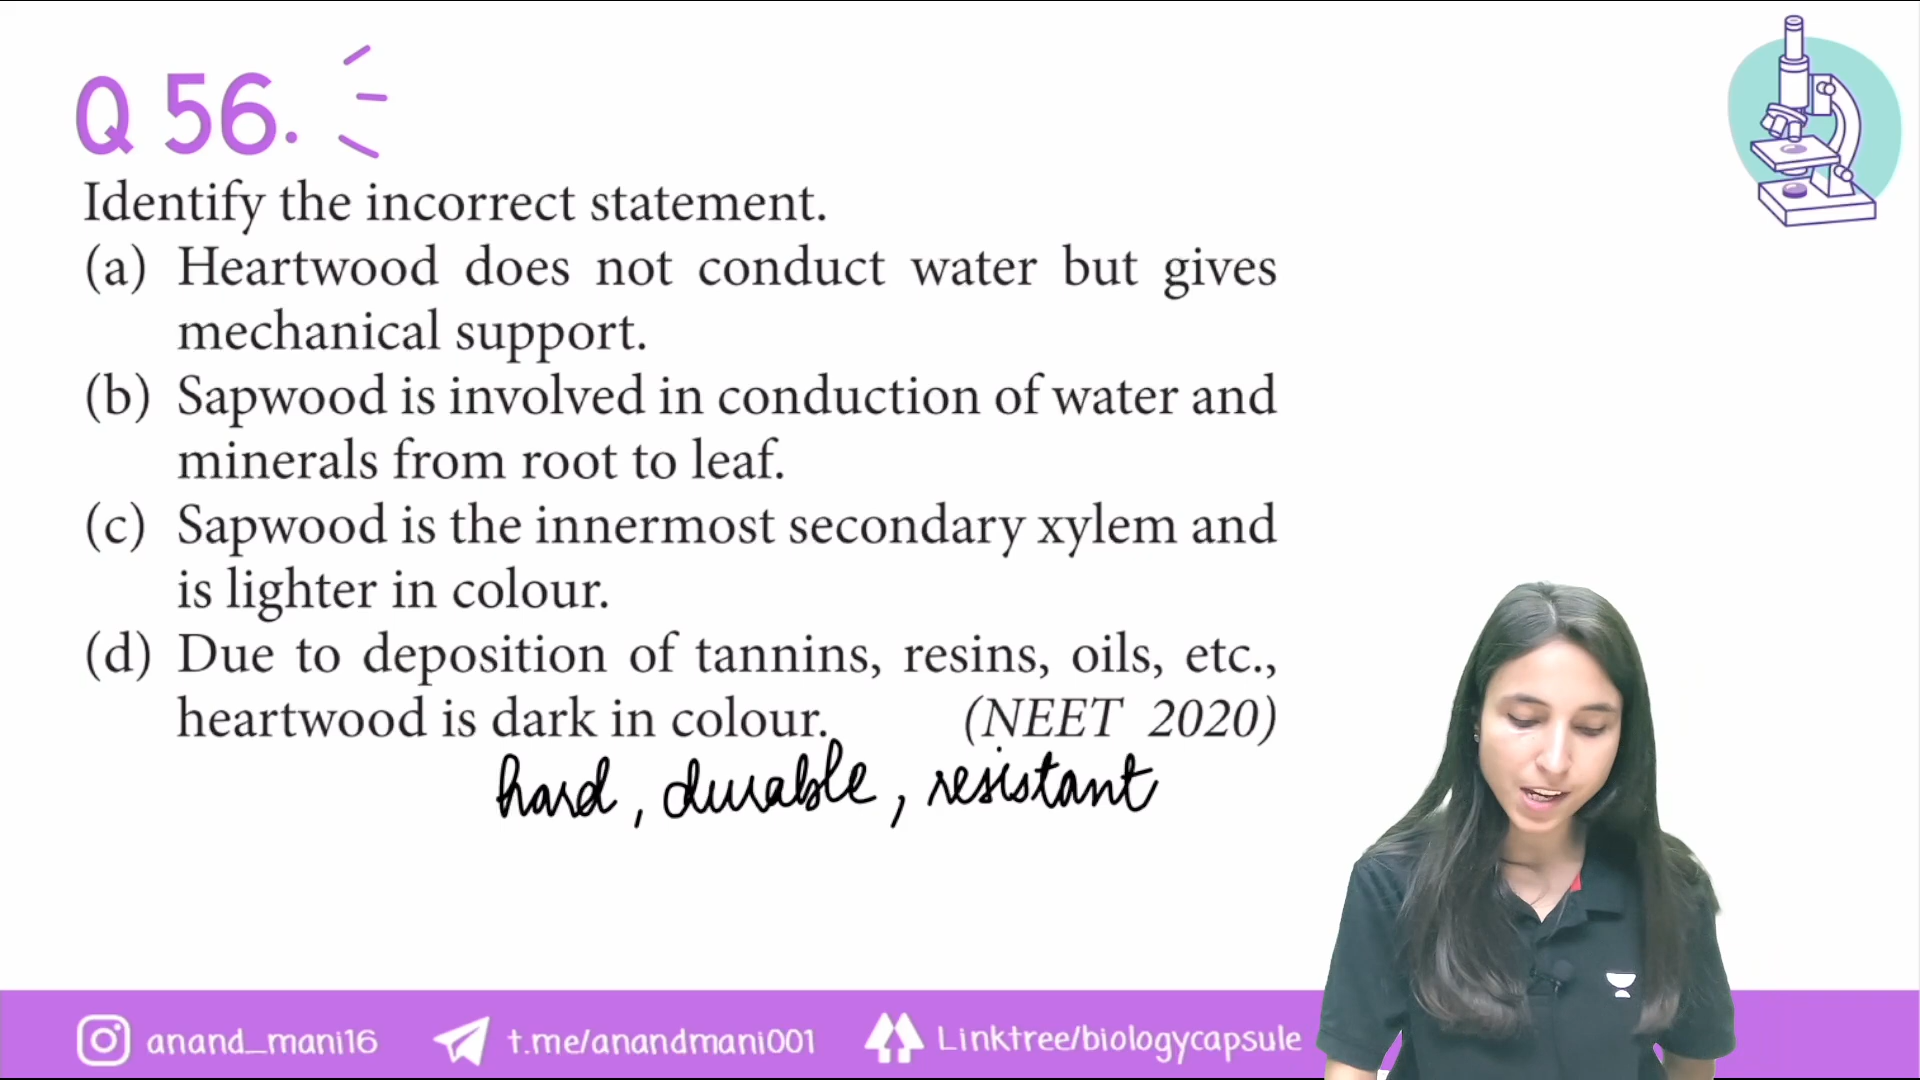 Q 56.
Identify the incorrect statement.
(a) Heartwood does not conduct water but gives
mechanical support.
(b) Sapwood is involved in conduction of water and
minerals from root to leaf.
(c) Sapwood is the innermost secondary xylem and
is lighter in colour.
(d) Due to deposition of tannins, resins, oils, etc.,
heartwood is dark in colour. (NEET 2020)
hard, durable, resistant
anand_mani16 t.me/anandmani001 Linktree/biologycapsule